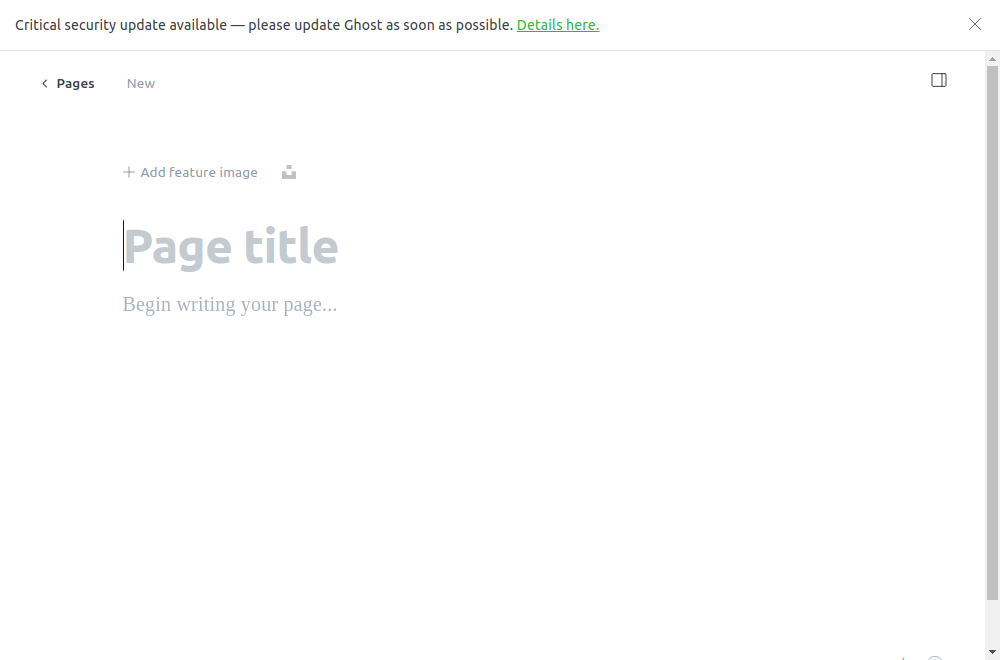 Critical security update available — please update Ghost as soon as possible. Details here.
Pages
New
Add feature image
Page title
Begin writing your page...